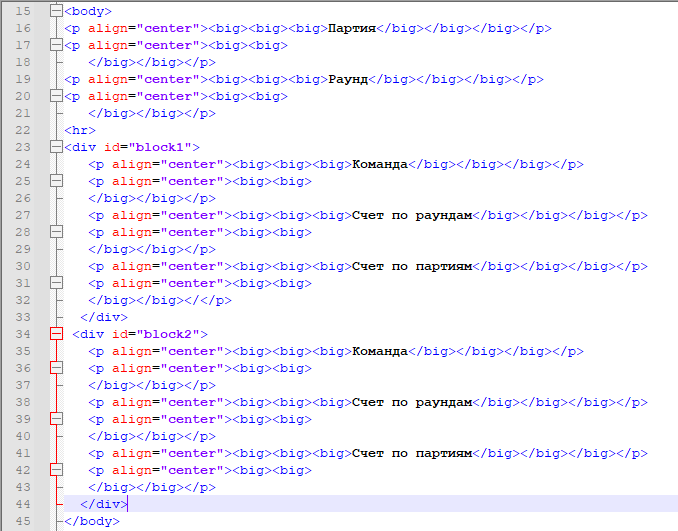 15 <body>
16 <p align="center"><big><big><big>Партия</big></big></big></p>
17 <p align="center"><big><big>
18 </big></big></p>
19 <p align="center"><big><big><big>Раунд</big></big></big></p>
20 <p align="center"><big><big>
21 </big></big></p>
22 <hr>
23 <div id="block1">
24 <p align="center"><big><big><big>Команда</big></big></big></p>
25 <p align="center"><big><big>
26 </big></big></p>
27 <p align="center"><big><big><big>Счет по раундам</big></big></big></p>
28 <p align="center"><big><big>
29 </big></big></p>
30 <p align="center"><big><big><big>Счет по партиям</big></big></big></p>
31 <p align="center"><big><big>
32 </big></big></</p>
33 </div>
34 <div id="block2">
35 <p align="center"><big><big><big>Команда</big></big></big></p>
36 <p align="center"><big><big>
37 </big></big></p>
38 <p align="center"><big><big><big>Счет по раундам</big></big></big></p>
39 <p align="center"><big><big>
40 </big></big></p>
41 <p align="center"><big><big><big>Счет по партиям</big></big></big></p>
42 <p align="center"><big><big>
43 </big></big></p>
44 </div>
45 </body>